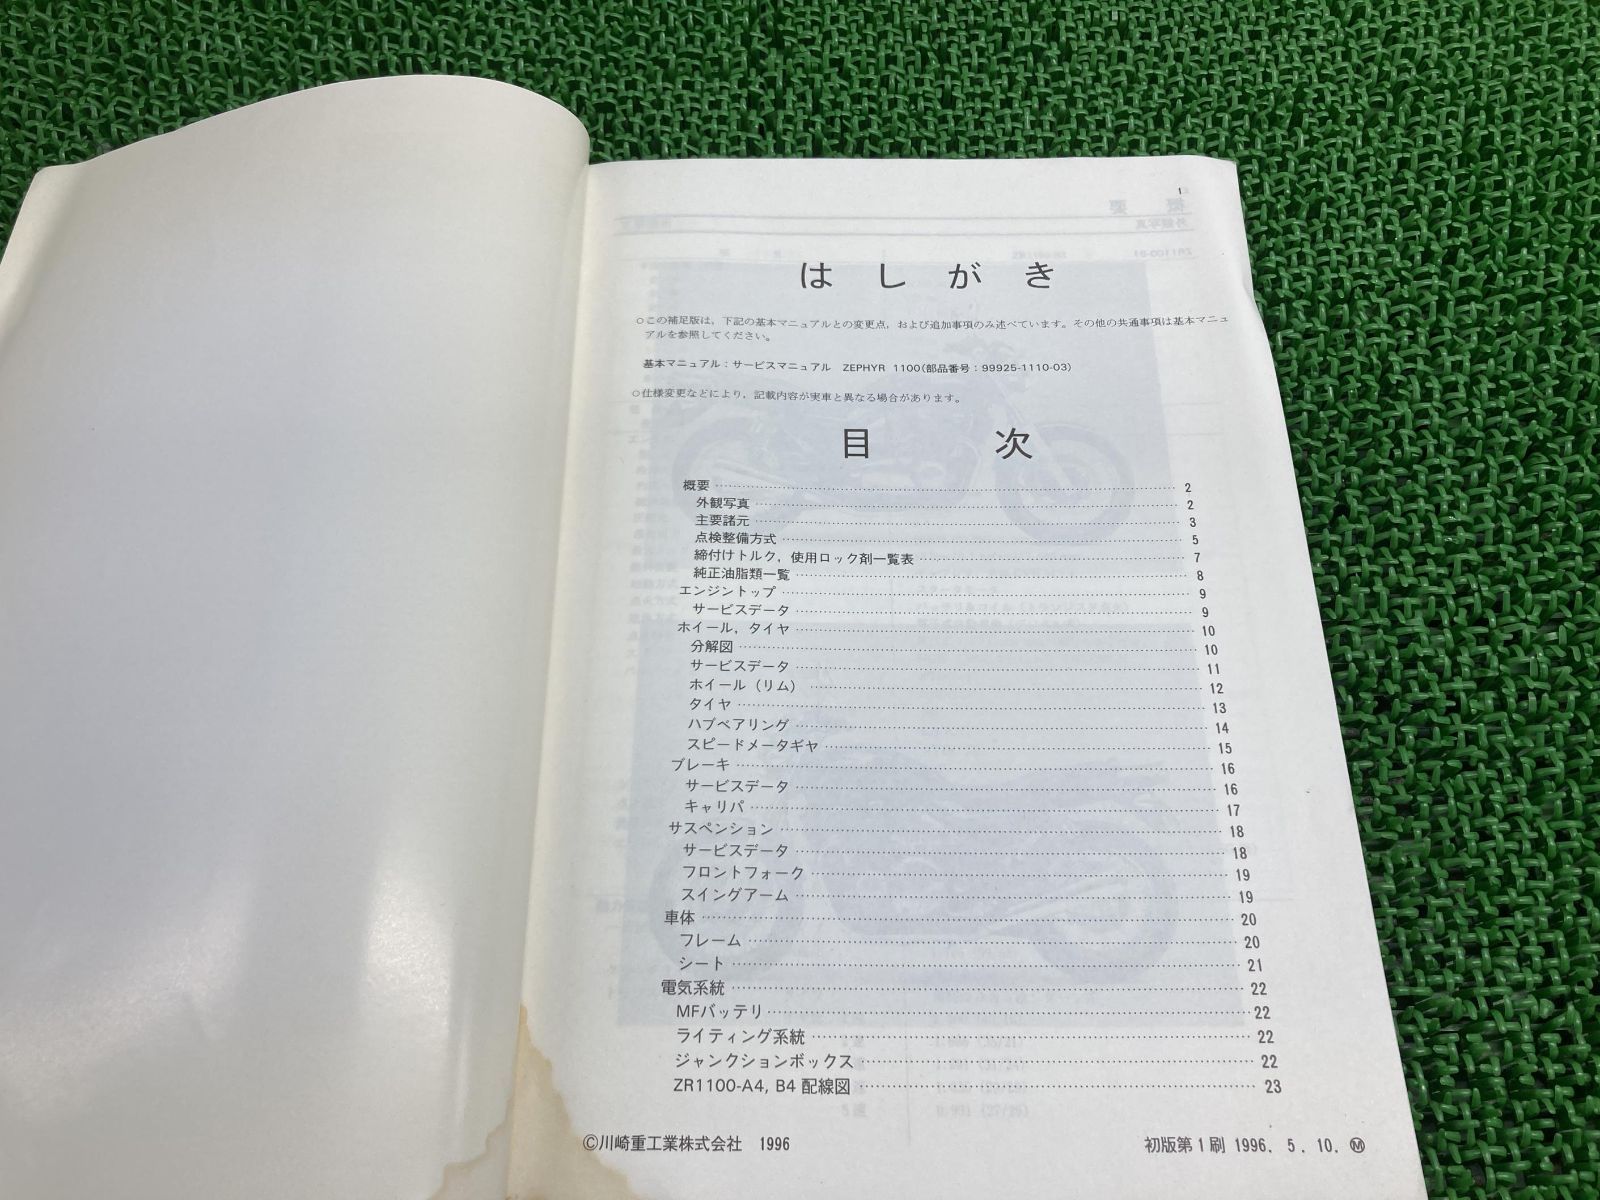 1
はしがき
○この補足版は，下記の基本マニュアルとの変更点，および追加事項のみ述べています。その他の共通事項は基本マニュ
アルを参照してください。
基本マニュアル：サービスマニュアル ZEPHYR 1100(部品番号：99925-1110-03)
○仕様変更などにより，記載内容が実車と異なる場合があります。
目次
概要 2
外観写真 2
主要諸元 3
点検整備方式 5
締付けトルク，使用ロック剤一覧表 7
純正油脂類一覧 8
エンジントップ 9
サービスデータ 9
ホイール，タイヤ 10
分解図 10
サービスデータ 11
ホイール（リム） 12
タイヤ 13
ハブベアリング 14
スピードメータギヤ 15
ブレーキ 16
サービスデータ 16
キャリパ 17
サスペンション 18
サービスデータ 18
フロントフォーク 19
スイングアーム 19
車体 20
フレーム 20
シート 21
電気系統 22
MFバッテリ 22
ライティング系統 22
ジャンクションボックス 22
ZR1100-A4, B4 配線図 23
©川崎重工業株式会社 1996
初版第1刷 1996. 5. 10. Ⓜ